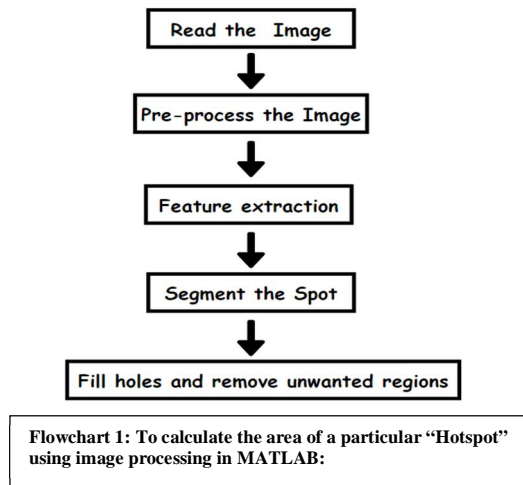 Read the Image
Pre-process the Image
Feature extraction
Segment the Spot
Fill holes and remove unwanted regions
Flowchart 1: To calculate the area of a particular “Hotspot”
using image processing in MATLAB: